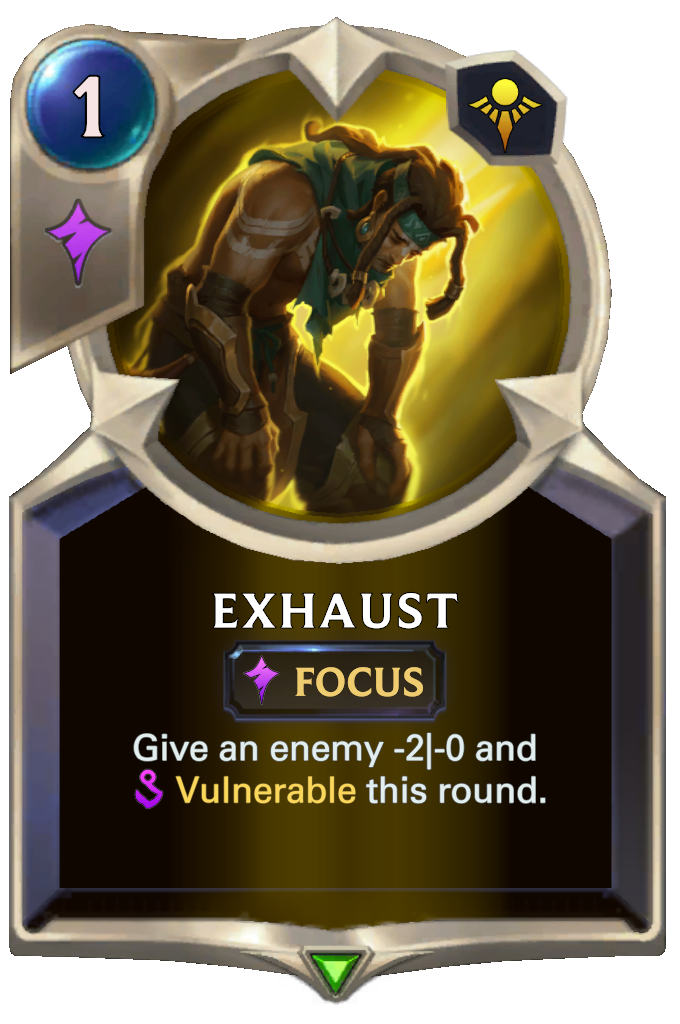 1
EXHAUST
FOCUS
Give an enemy -2|-0 and
Vulnerable this round.